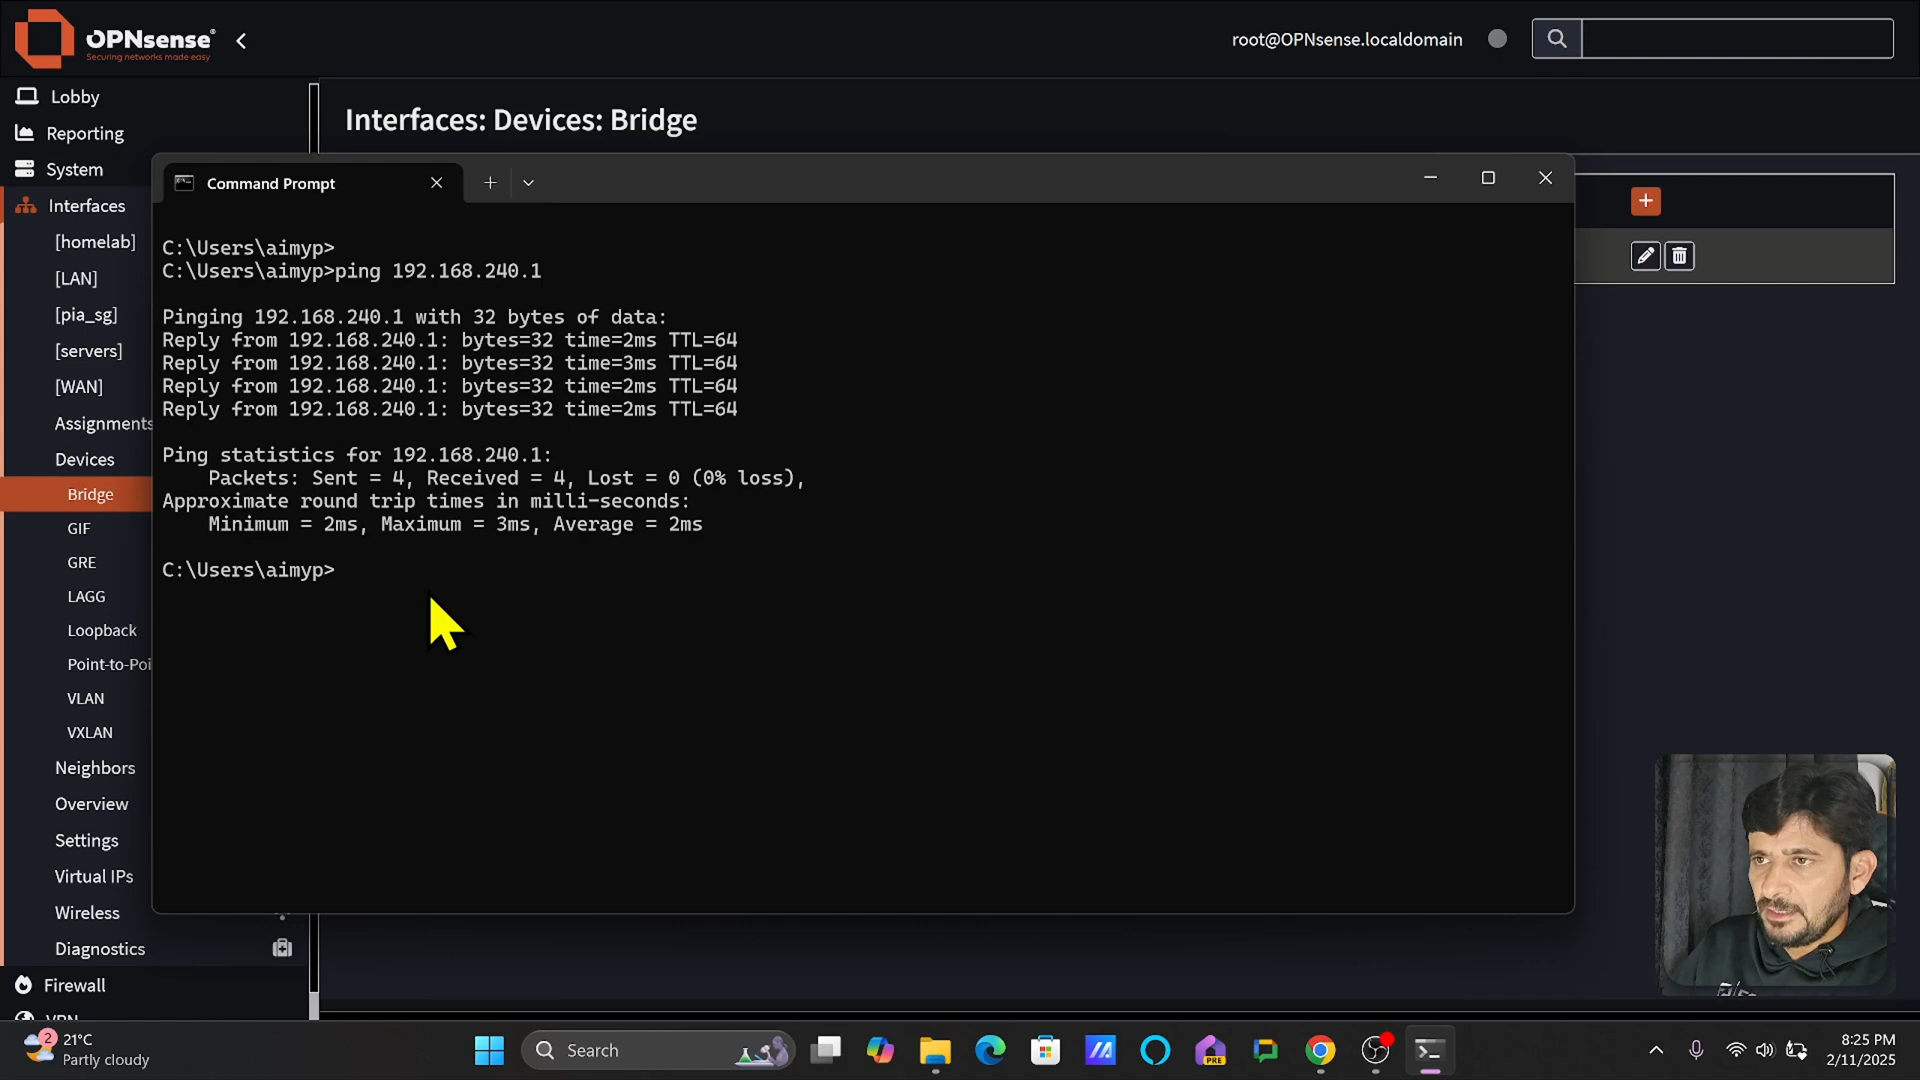 OPNsense®
Securing networks made easy
root@OPNsense.localdomain
Lobby
Reporting
System
Interfaces
[homelab]
[LAN]
[pia_sg]
[servers]
[WAN]
Assignments
Devices
Bridge
GIF
GRE
LAGG
Loopback
Point-to-Poi
VLAN
VXLAN
Neighbors
Overview
Settings
Virtual IPs
Wireless
Diagnostics
Firewall
VPN
Interfaces: Devices: Bridge
Command Prompt
C:\Users\aimyp>
C:\Users\aimyp>ping 192.168.240.1
Pinging 192.168.240.1 with 32 bytes of data:
Reply from 192.168.240.1: bytes=32 time=2ms TTL=64
Reply from 192.168.240.1: bytes=32 time=3ms TTL=64
Reply from 192.168.240.1: bytes=32 time=2ms TTL=64
Reply from 192.168.240.1: bytes=32 time=2ms TTL=64
Ping statistics for 192.168.240.1:
Packets: Sent = 4, Received = 4, Lost = 0 (0% loss),
Approximate round trip times in milli-seconds:
Minimum = 2ms, Maximum = 3ms, Average = 2ms
C:\Users\aimyp>
2
21°C
Partly cloudy
Search
PRE
8:25 PM
2/11/2025